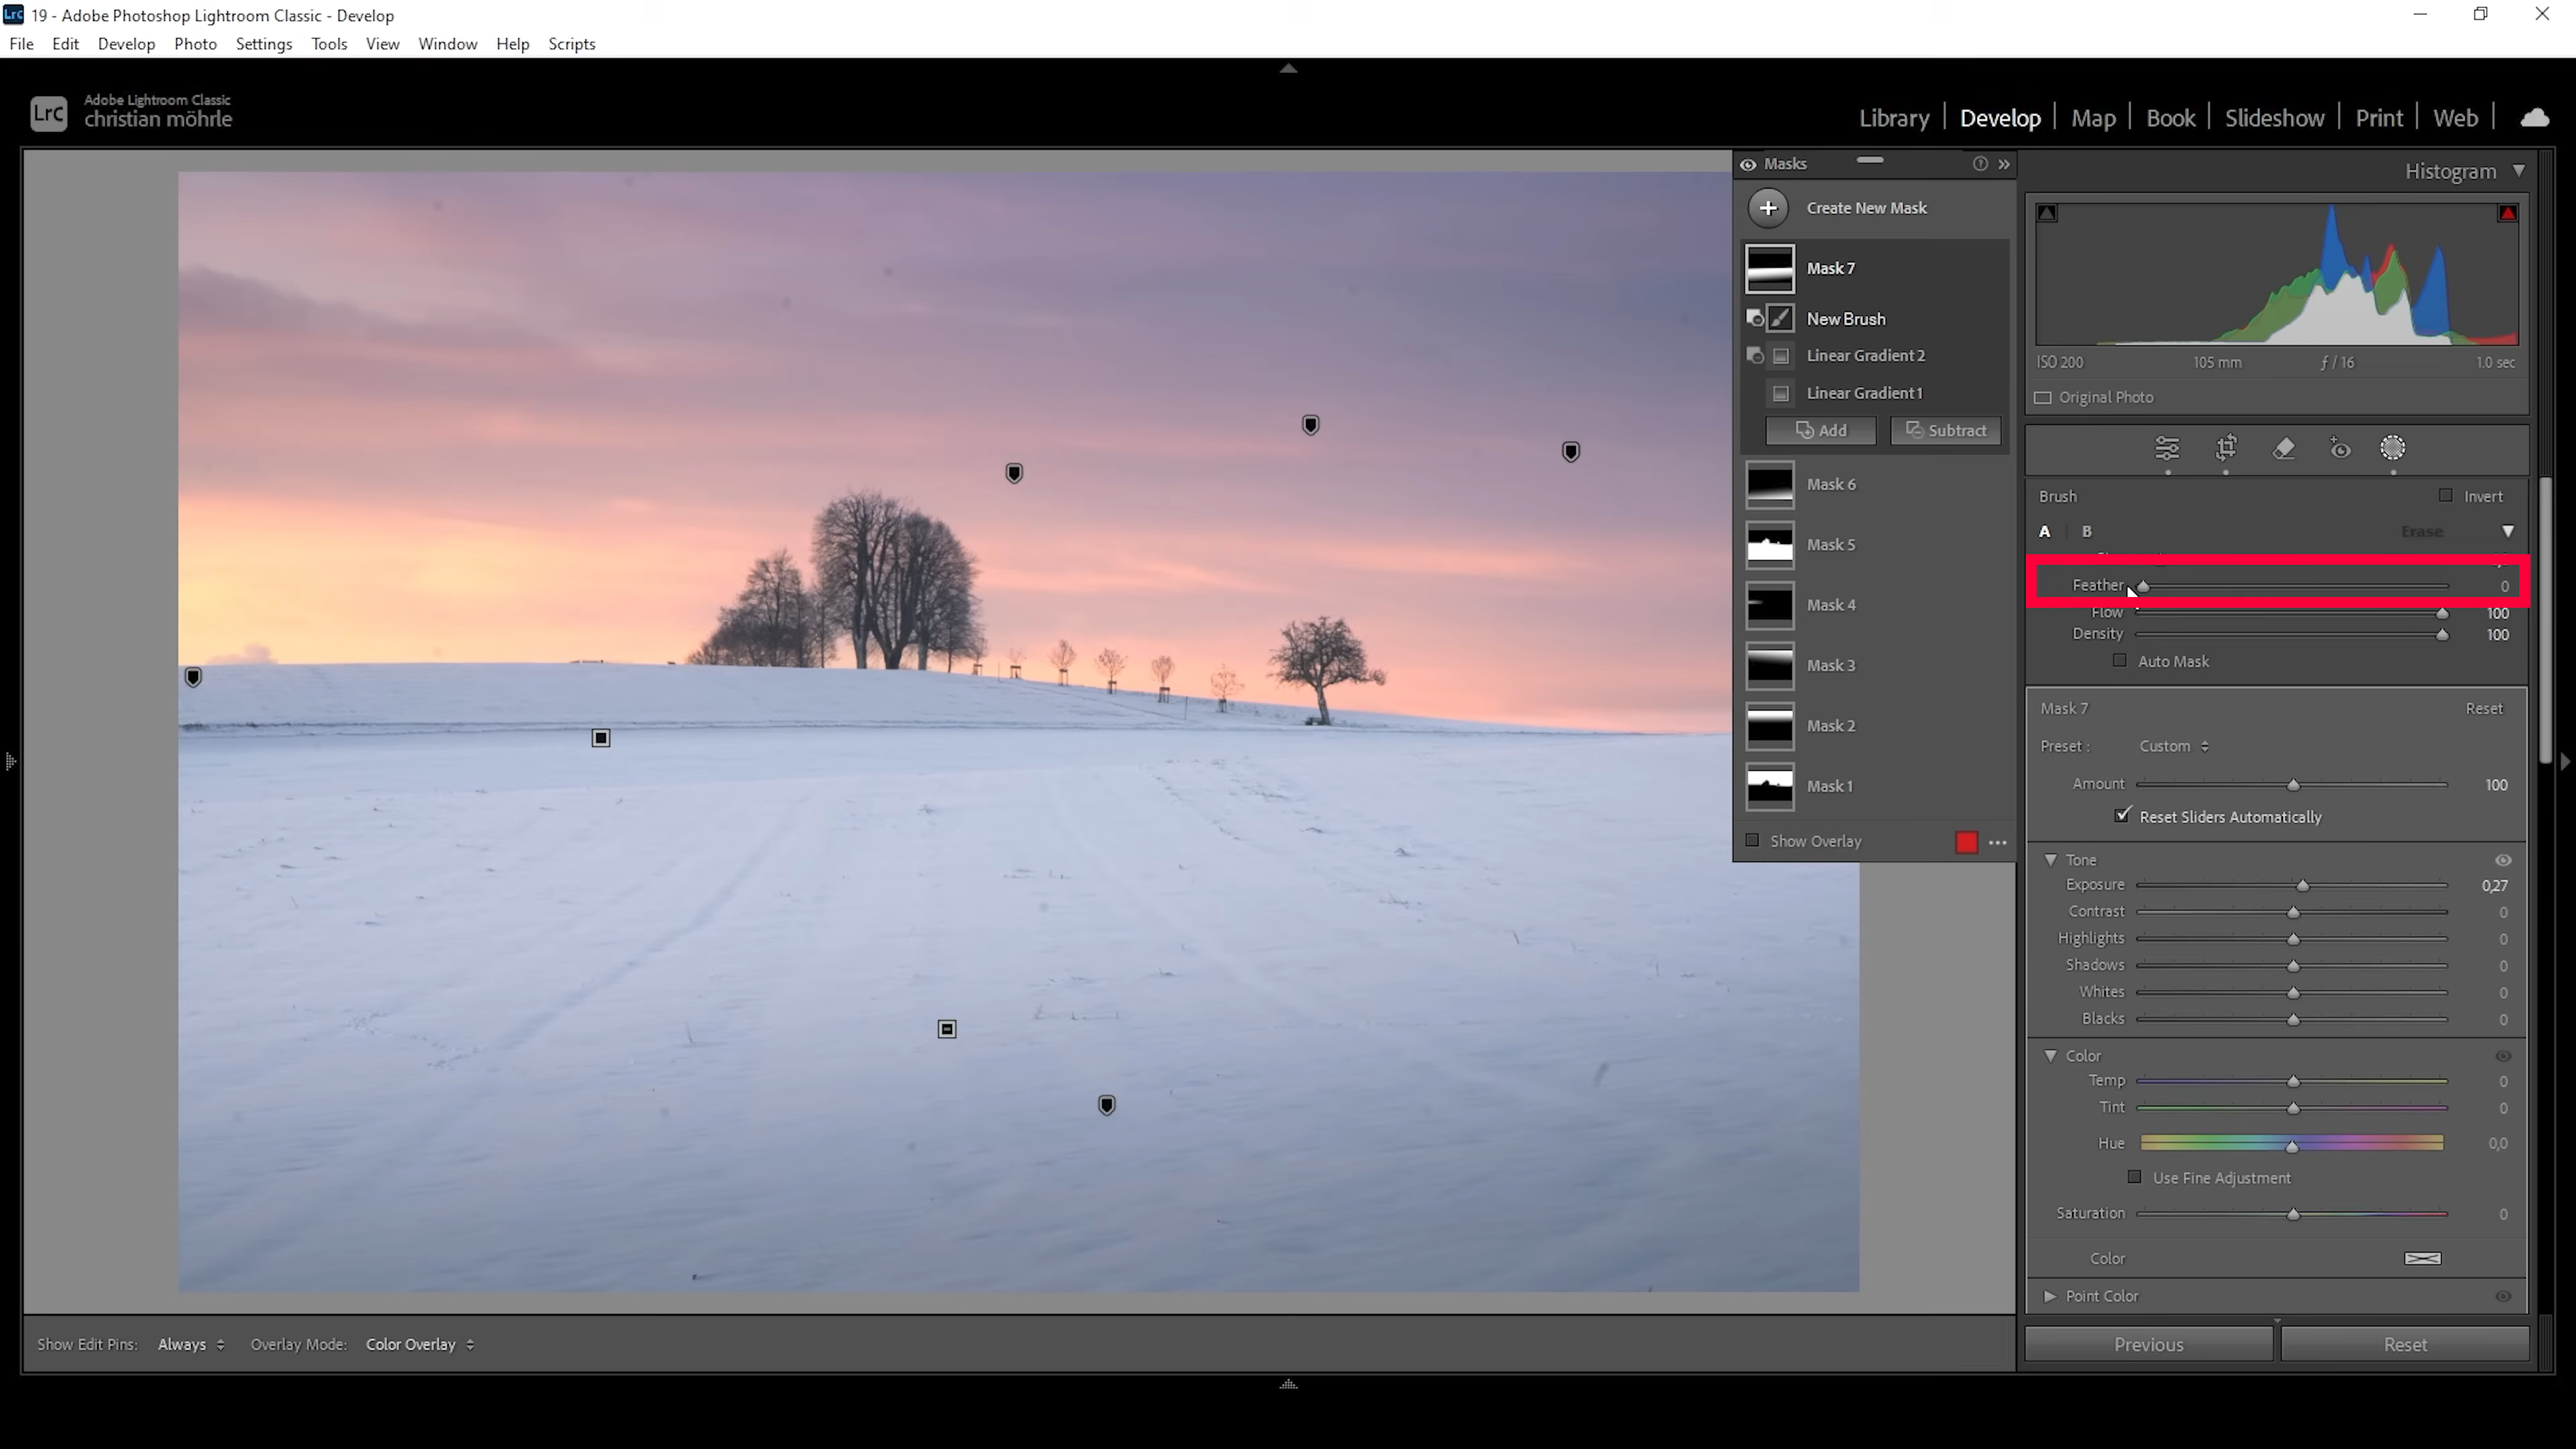 Lrc 19 - Adobe Photoshop Lightroom Classic - Develop
File Edit Develop Photo Settings Tools View Window Help Scripts
Lrc Adobe Lightroom Classic
christian möhrle
Library | Develop | Map | Book | Slideshow | Print | Web |
Masks
Create New Mask
Mask 7
New Brush
Linear Gradient 2
Linear Gradient 1
Add Subtract
Mask 6
Mask 5
Mask 4
Mask 3
Mask 2
Mask 1
Show Overlay
Histogram
ISO 200 105 mm ƒ / 16 1.0 sec
Original Photo
Brush Invert
A B Erase
Feather 0
Flow 100
Density 100
Auto Mask
Mask 7 Reset
Preset : Custom
Amount 100
Reset Sliders Automatically
Tone
Exposure 0,27
Contrast 0
Highlights 0
Shadows 0
Whites 0
Blacks 0
Color
Temp 0
Tint 0
Hue 0,0
Use Fine Adjustment
Saturation 0
Color
Point Color
Previous Reset
Show Edit Pins: Always Overlay Mode: Color Overlay